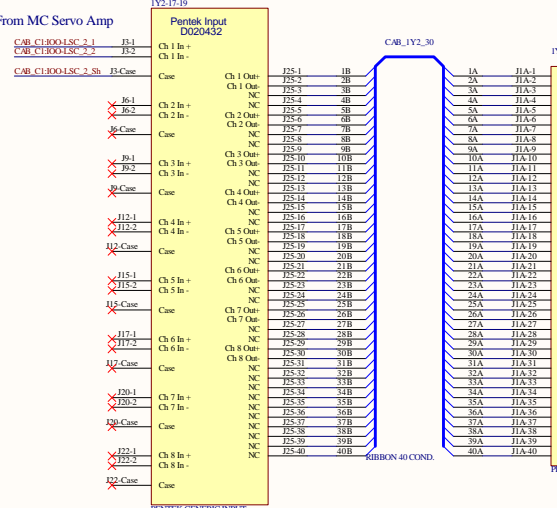 1Y2-17-19
From MC Servo Amp
Pentek Input
D020432
CAB_C1:IOO-LSC_2_1 J3-1 Ch 1 In +
CAB_C1:IOO-LSC_2_2 J3-2 Ch 1 In -
CAB_C1:IOO-LSC_2_Sh J3-Case Case
J6-1 Ch 2 In +
J6-2 Ch 2 In -
J6-Case Case
J9-1 Ch 3 In +
J9-2 Ch 3 In -
J9-Case Case
J12-1 Ch 4 In +
J12-2 Ch 4 In -
J12-Case Case
J15-1 Ch 5 In +
J15-2 Ch 5 In -
J15-Case Case
J17-1 Ch 6 In +
J17-2 Ch 6 In -
J17-Case Case
J20-1 Ch 7 In +
J20-2 Ch 7 In -
J20-Case Case
J22-1 Ch 8 In +
J22-2 Ch 8 In -
J22-Case Case
CAB_1Y2_30
Ch 1 Out+ J25-1 1B 1A J1A-1
Ch 1 Out- J25-2 2B 2A J1A-2
NC J25-3 3B 3A J1A-3
NC J25-4 4B 4A J1A-4
Ch 2 Out+ J25-5 5B 5A J1A-5
Ch 2 Out- J25-6 6B 6A J1A-6
NC J25-7 7B 7A J1A-7
NC J25-8 8B 8A J1A-8
Ch 3 Out+ J25-9 9B 9A J1A-9
Ch 3 Out- J25-10 10B 10A J1A-10
NC J25-11 11B 11A J1A-11
NC J25-12 12B 12A J1A-12
Ch 4 Out+ J25-13 13B 13A J1A-13
Ch 4 Out- J25-14 14B 14A J1A-14
NC J25-15 15B 15A J1A-15
NC J25-16 16B 16A J1A-16
Ch 5 Out+ J25-17 17B 17A J1A-17
Ch 5 Out- J25-18 18B 18A J1A-18
NC J25-19 19B 19A J1A-19
NC J25-20 20B 20A J1A-20
Ch 6 Out+ J25-21 21B 21A J1A-21
Ch 6 Out- J25-22 22B 22A J1A-22
NC J25-23 23B 23A J1A-23
NC J25-24 24B 24A J1A-24
Ch 7 Out+ J25-25 25B 25A J1A-25
Ch 7 Out- J25-26 26B 26A J1A-26
NC J25-27 27B 27A J1A-27
NC J25-28 28B 28A J1A-28
Ch 8 Out+ J25-29 29B 29A J1A-29
Ch 8 Out- J25-30 30B 30A J1A-30
NC J25-31 31B 31A J1A-31
NC J25-32 32B 32A J1A-32
NC J25-33 33B 33A J1A-33
NC J25-34 34B 34A J1A-34
NC J25-35 35B 35A J1A-35
NC J25-36 36B 36A J1A-36
NC J25-37 37B 37A J1A-37
NC J25-38 38B 38A J1A-38
NC J25-39 39B 39A J1A-39
NC J25-40 40B 40A J1A-40
RIBBON 40 COND.
PENTEK GENERIC INPUT